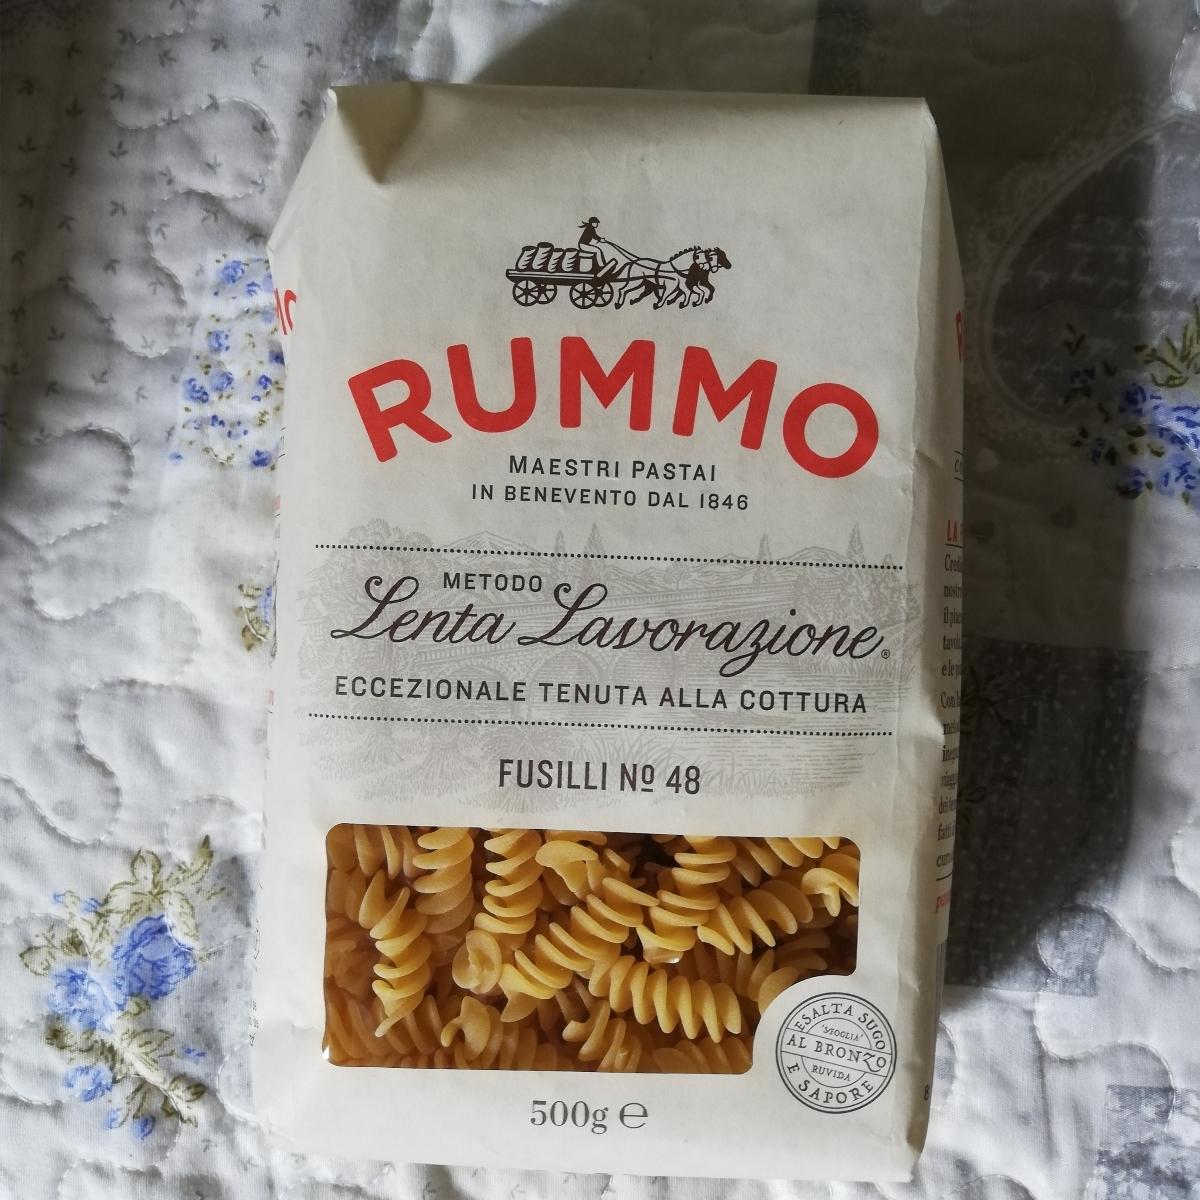 RUMMO
MAESTRI PASTAI
IN BENEVENTO DAL 1846
METODO
Lenta Lavorazione®
ECCEZIONALE TENUTA ALLA COTTURA
FUSILLI Nº 48
ESALTA SUGO
'SFOGLIA'
AL BRONZO
RUVIDA
E SAPORE
500g ℮